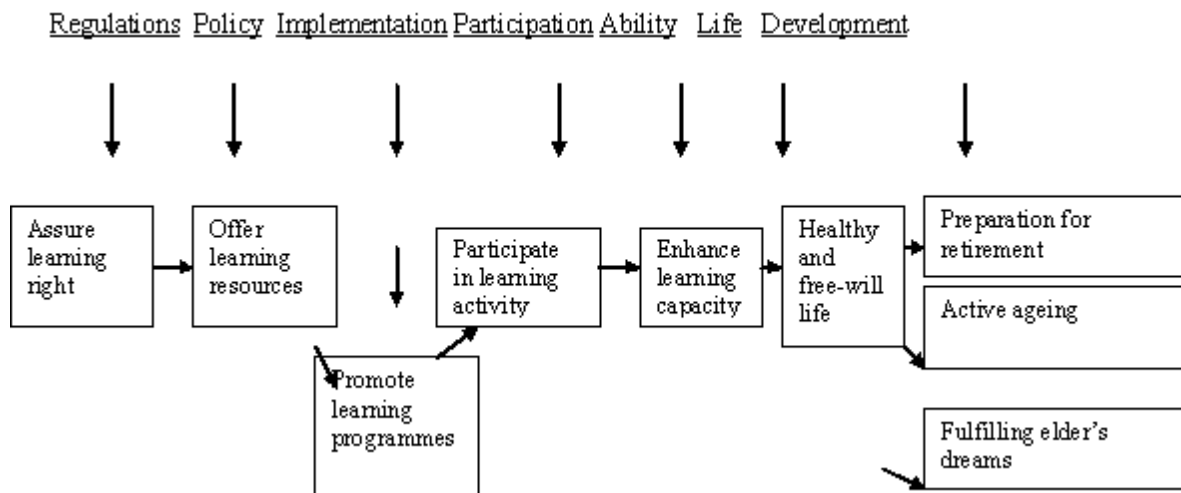 Regulations Policy Implementation Participation Ability Life Development
Assure
learning
right
Offer
learning
resources
Promote
learning
programmes
Participate
in learning
activity
Enhance
learning
capacity
Healthy
and
free-will
life
Preparation for
retirement
Active ageing
Fulfilling elder's
dreams